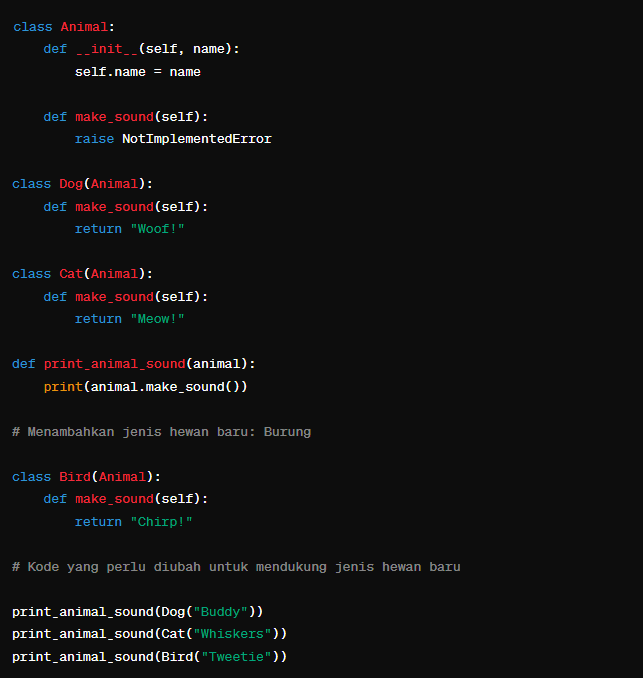 class Animal:
    def __init__(self, name):
        self.name = name

    def make_sound(self):
        raise NotImplementedError

class Dog(Animal):
    def make_sound(self):
        return "Woof!"

class Cat(Animal):
    def make_sound(self):
        return "Meow!"

def print_animal_sound(animal):
    print(animal.make_sound())

# Menambahkan jenis hewan baru: Burung

class Bird(Animal):
    def make_sound(self):
        return "Chirp!"

# Kode yang perlu diubah untuk mendukung jenis hewan baru

print_animal_sound(Dog("Buddy"))
print_animal_sound(Cat("Whiskers"))
print_animal_sound(Bird("Tweetie"))